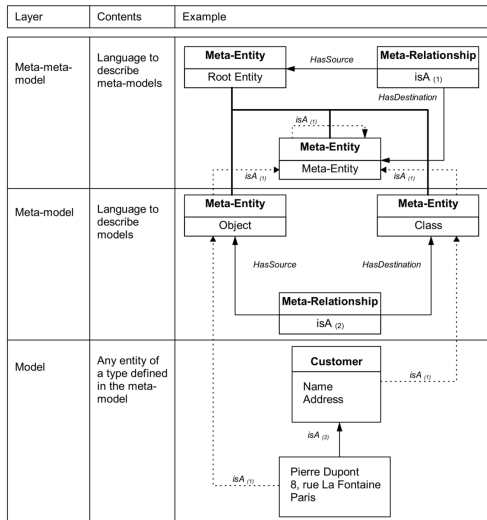 Layer
Contents
Example
Meta-meta-
model
Language to
describe
meta-models
Meta-Entity
Root Entity
HasSource
Meta-Relationship
isA (1)
HasDestination
isA (1)
Meta-Entity
Meta-Entity
isA (1)
isA (1)
Meta-model
Language to
describe
models
Meta-Entity
Object
Meta-Entity
Class
HasSource
HasDestination
Meta-Relationship
isA (2)
Model
Any entity of
a type defined
in the meta-
model
Customer
Name
Address
isA (1)
isA (2)
isA (1)
Pierre Dupont
8, rue La Fontaine
Paris